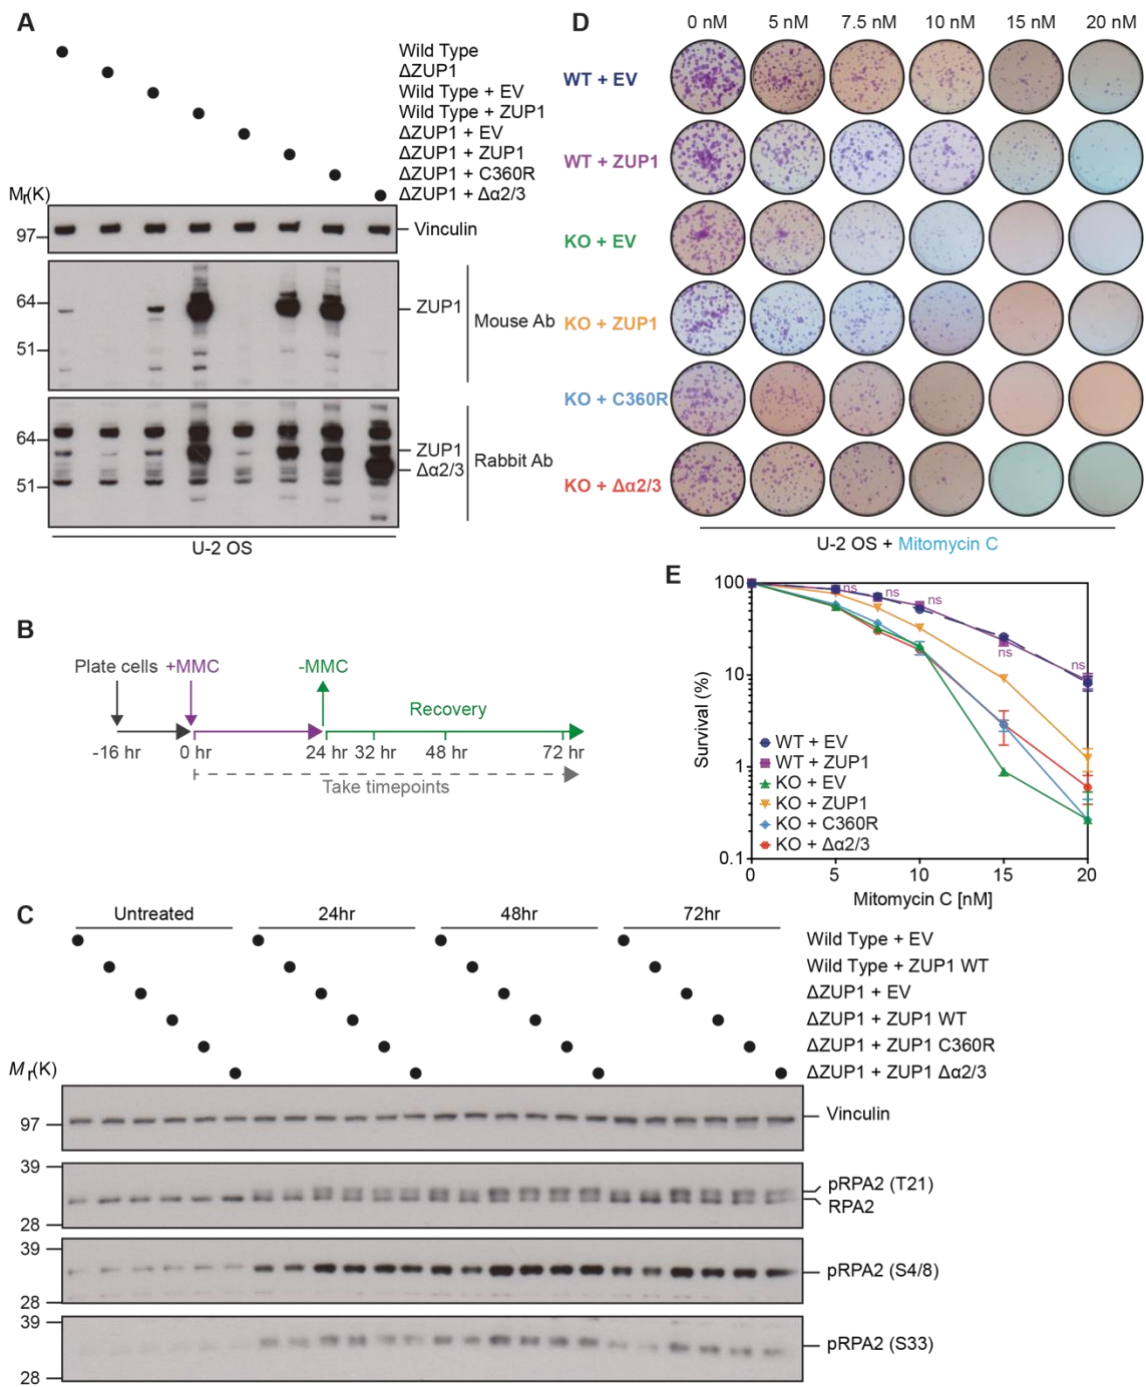 A
Wild Type
ΔZUP1
Wild Type + EV
Wild Type + ZUP1
ΔZUP1 + EV
ΔZUP1 + ZUP1
ΔZUP1 + C360R
ΔZUP1 + Δα2/3
Mr(K)
97
Vinculin
64
ZUP1
51
Mouse Ab
64
ZUP1
Δα2/3
51
Rabbit Ab
U-2 OS
B
Plate cells
+MMC
-MMC
Recovery
-16 hr
0 hr
24 hr
32 hr
48 hr
72 hr
Take timepoints
C
Untreated
24hr
48hr
72hr
Wild Type + EV
Wild Type + ZUP1 WT
ΔZUP1 + EV
ΔZUP1 + ZUP1 WT
ΔZUP1 + ZUP1 C360R
ΔZUP1 + ZUP1 Δα2/3
Mr(K)
97
Vinculin
39
pRPA2 (T21)
RPA2
28
39
pRPA2 (S4/8)
28
39
pRPA2 (S33)
28
D
0 nM
5 nM
7.5 nM
10 nM
15 nM
20 nM
WT + EV
WT + ZUP1
KO + EV
KO + ZUP1
KO + C360R
KO + Δα2/3
U-2 OS + Mitomycin C
E
100
10
1
0.1
Survival (%)
ns
ns
ns
ns
ns
WT + EV
WT + ZUP1
KO + EV
KO + ZUP1
KO + C360R
KO + Δα2/3
0
5
10
15
20
Mitomycin C [nM]